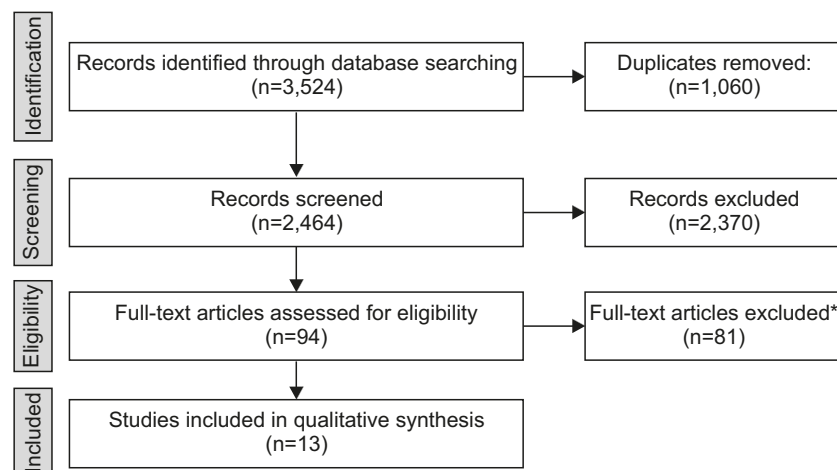 Identification
Records identified through database searching
(n=3,524)
Duplicates removed:
(n=1,060)
Screening
Records screened
(n=2,464)
Records excluded
(n=2,370)
Eligibility
Full-text articles assessed for eligibility
(n=94)
Full-text articles excluded*
(n=81)
Included
Studies included in qualitative synthesis
(n=13)